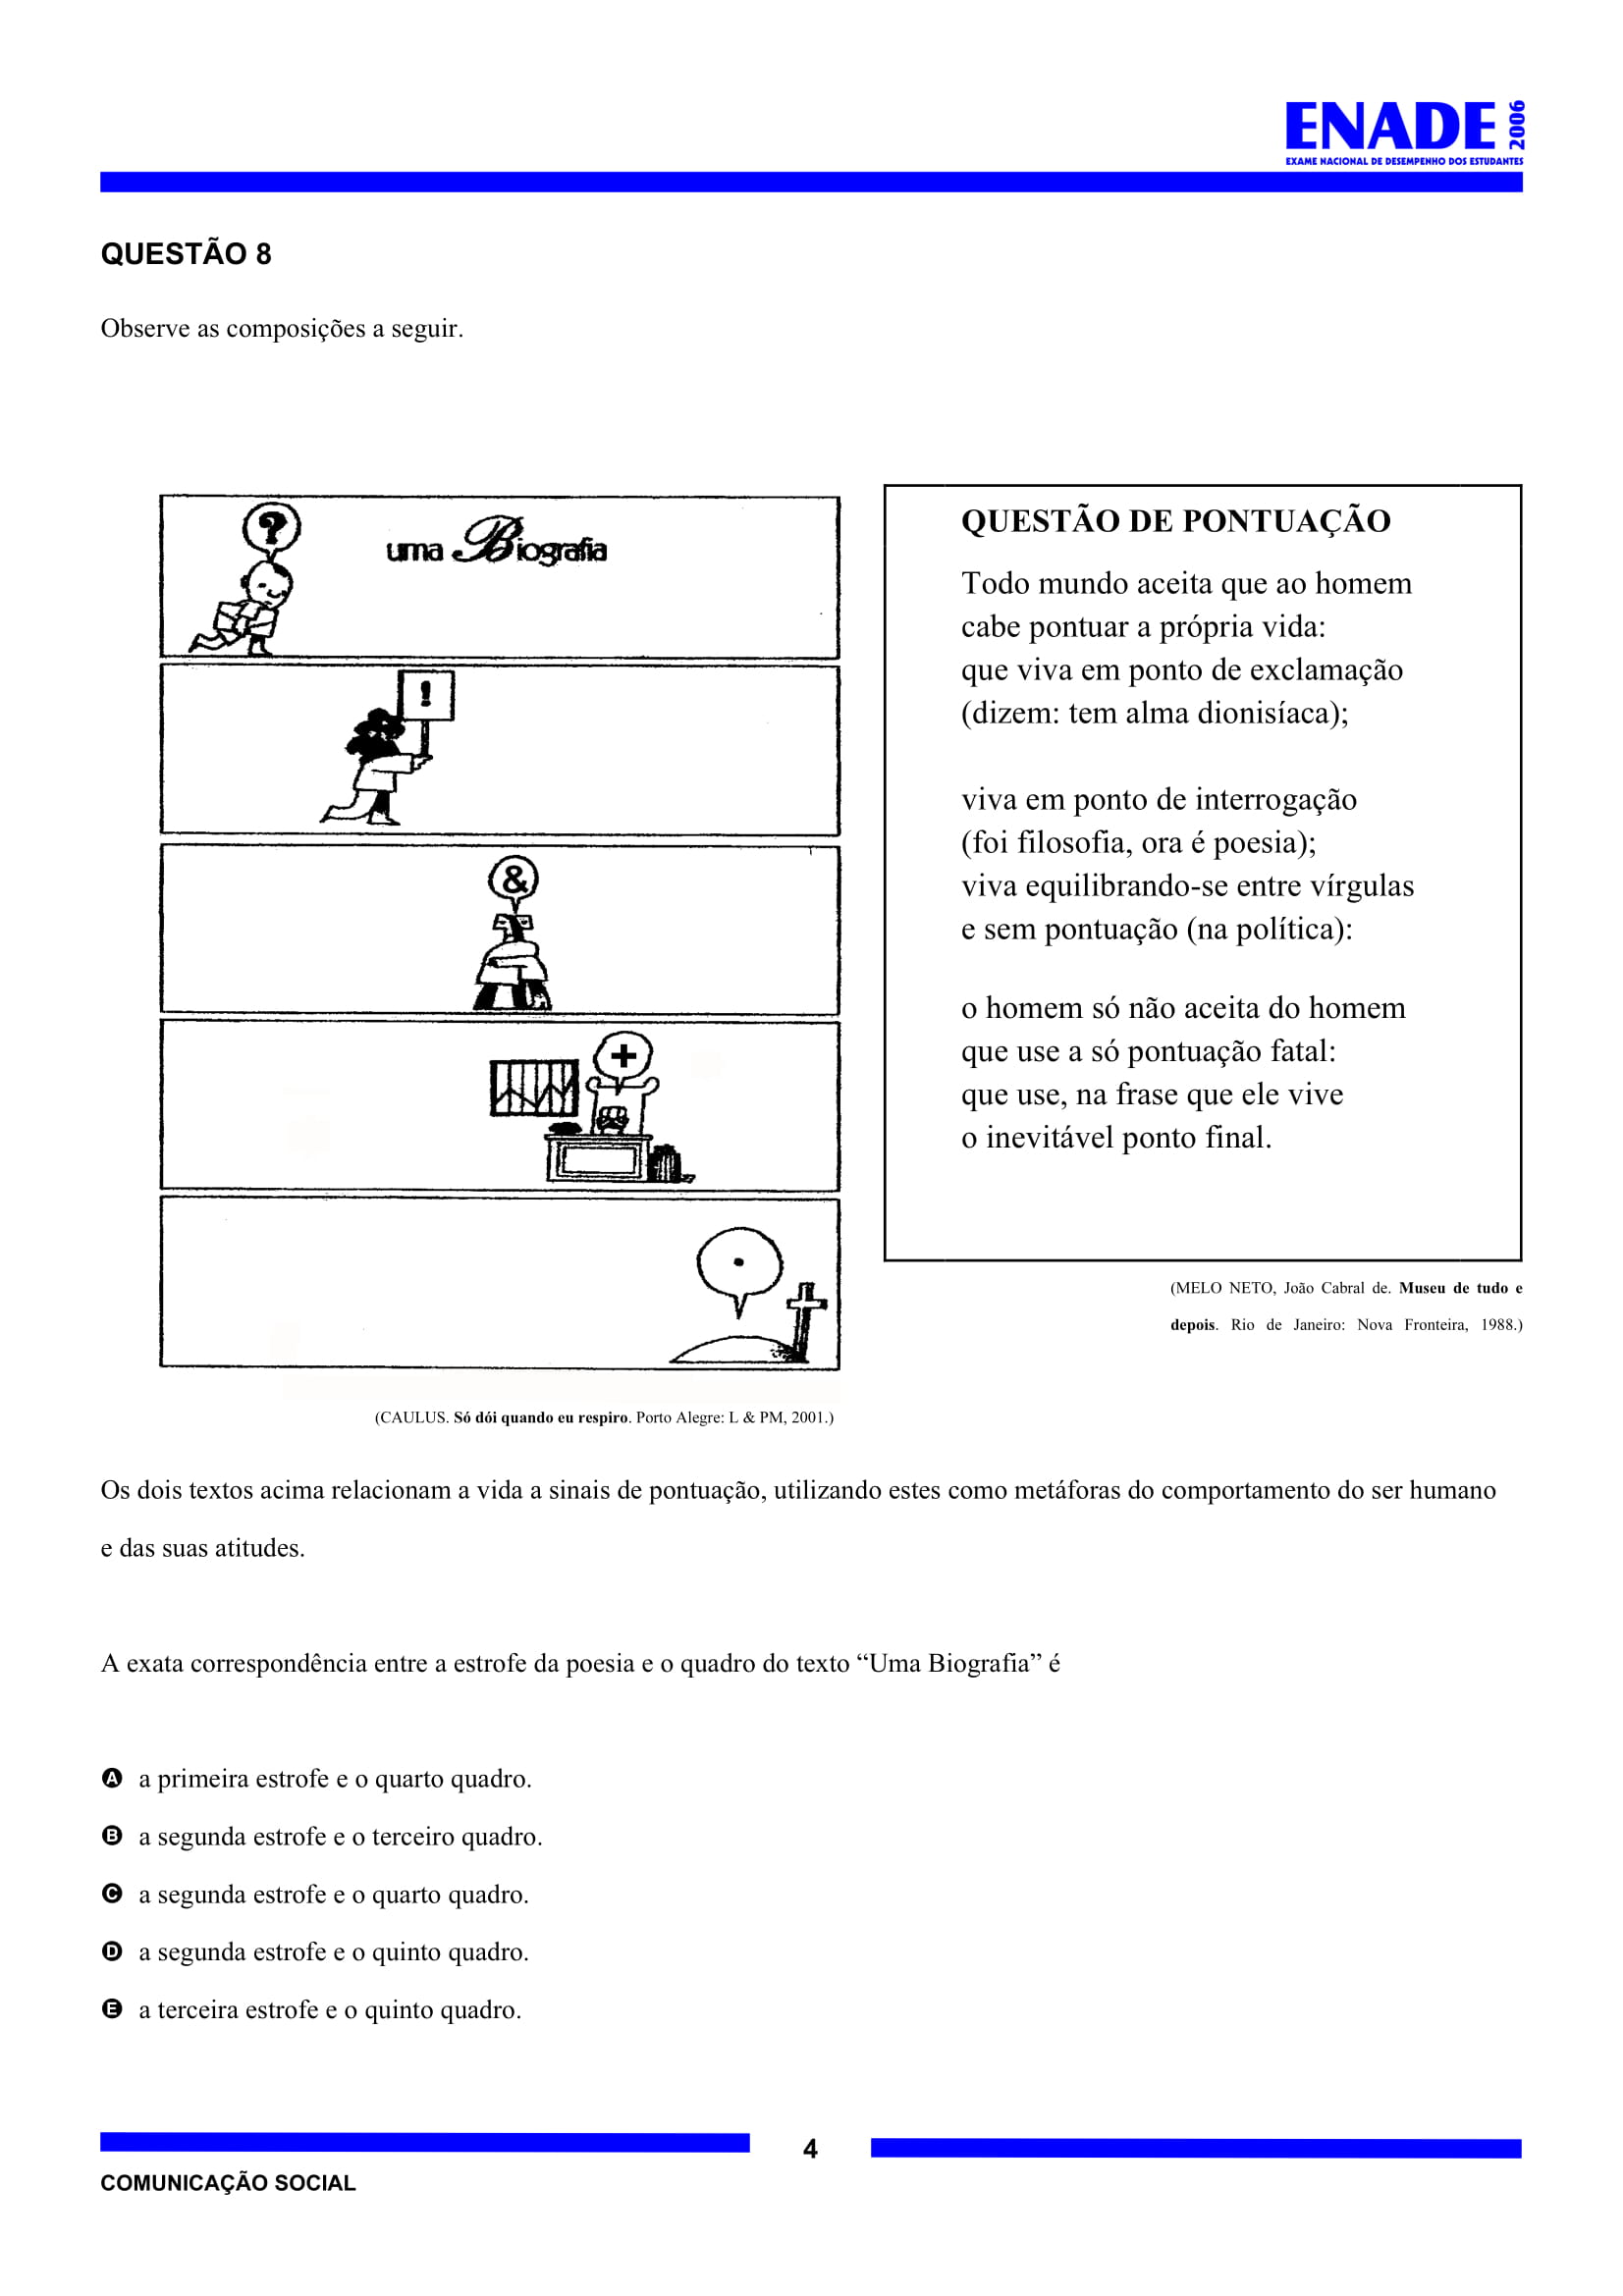 ENADE 2006
EXAME NACIONAL DE DESEMPENHO DOS ESTUDANTES
QUESTÃO 8
Observe as composições a seguir.
?
uma Biografia
!
&
+
.
(CAULUS. Só dói quando eu respiro. Porto Alegre: L & PM, 2001.)
QUESTÃO DE PONTUAÇÃO
Todo mundo aceita que ao homem
cabe pontuar a própria vida:
que viva em ponto de exclamação
(dizem: tem alma dionisíaca);
viva em ponto de interrogação
(foi filosofia, ora é poesia);
viva equilibrando-se entre vírgulas
e sem pontuação (na política):
o homem só não aceita do homem
que use a só pontuação fatal:
que use, na frase que ele vive
o inevitável ponto final.
(MELO NETO, João Cabral de. Museu de tudo e
depois. Rio de Janeiro: Nova Fronteira, 1988.)
Os dois textos acima relacionam a vida a sinais de pontuação, utilizando estes como metáforas do comportamento do ser humano
e das suas atitudes.
A exata correspondência entre a estrofe da poesia e o quadro do texto “Uma Biografia” é
A a primeira estrofe e o quarto quadro.
B a segunda estrofe e o terceiro quadro.
C a segunda estrofe e o quarto quadro.
D a segunda estrofe e o quinto quadro.
E a terceira estrofe e o quinto quadro.
4
COMUNICAÇÃO SOCIAL